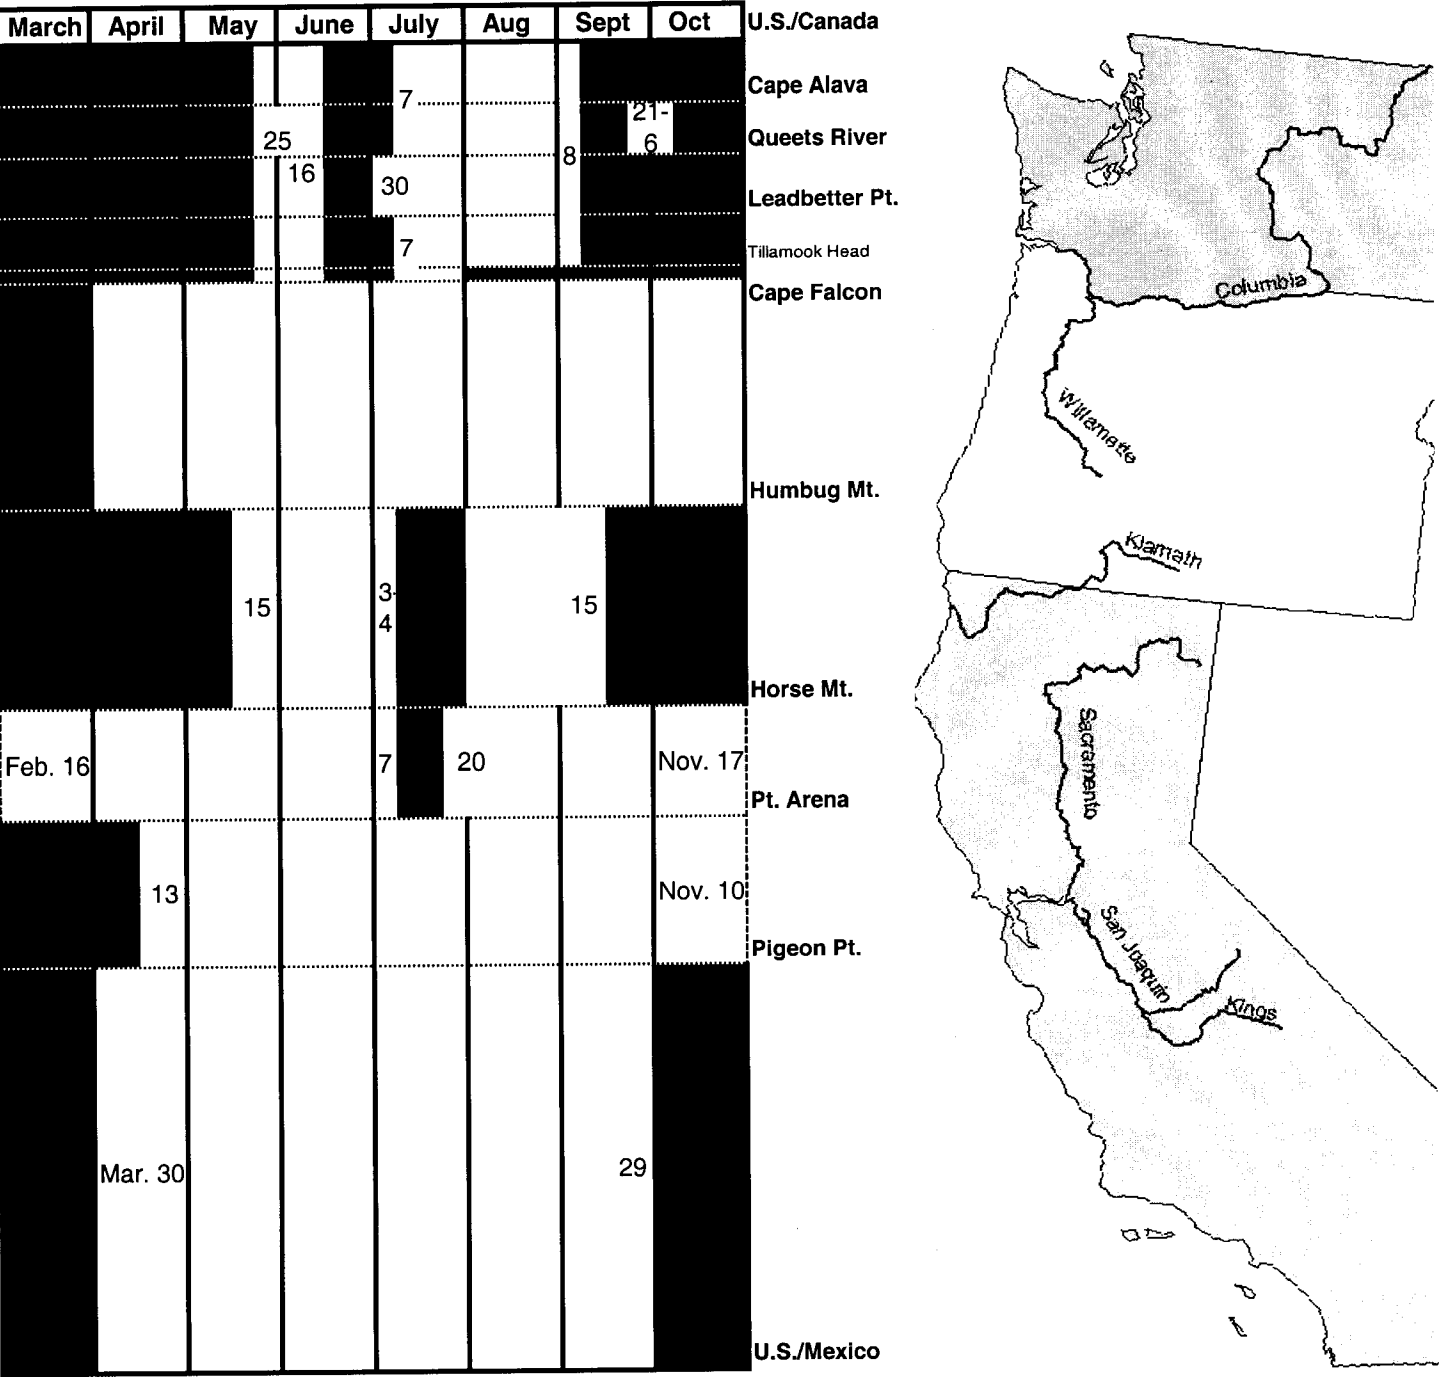 March April May June July Aug Sept Oct U.S./Canada
Cape Alava
7
21-
25 6 Queets River
8
16 30
Leadbetter Pt.
7 Tillamook Head
Cape Falcon
Humbug Mt.
15 3- 15
4
Horse Mt.
Feb. 16 7 20 Nov. 17
Pt. Arena
13 Nov. 10
Pigeon Pt.
Mar. 30 29
U.S./Mexico
Columbia
Willamette
Klamath
Sacramento
San Joaquin
Kings